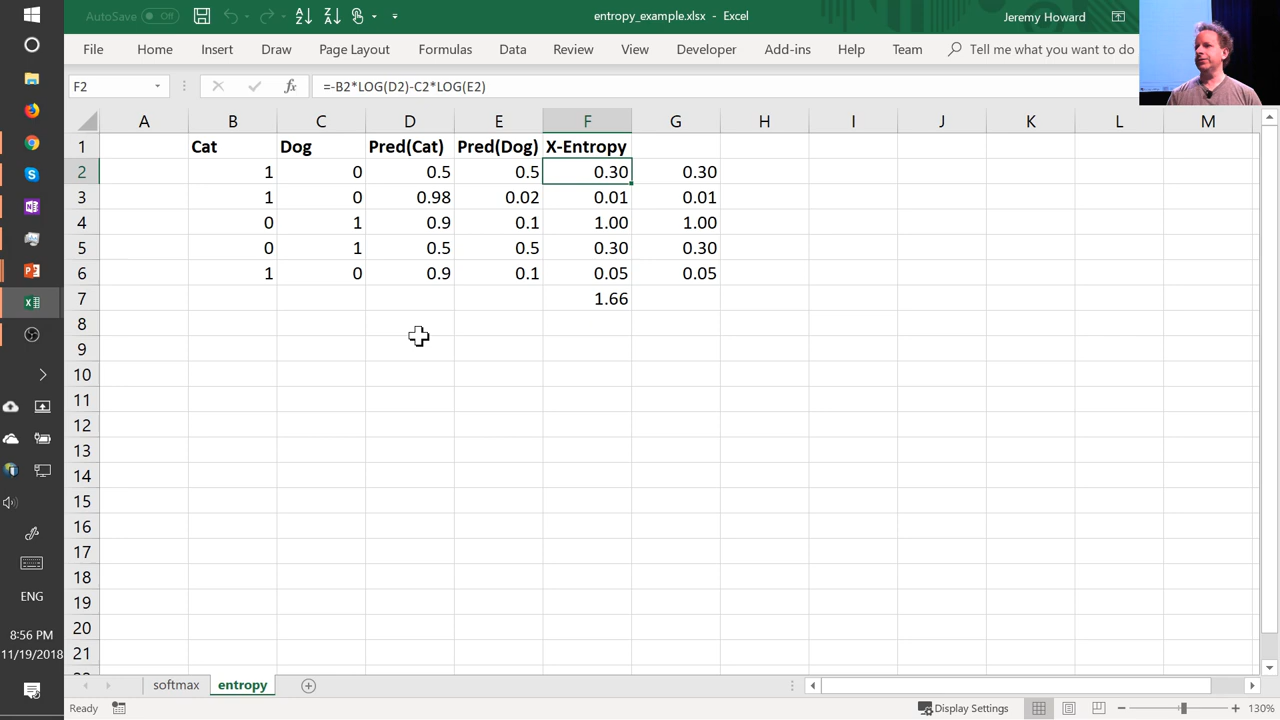 AutoSave Off
entropy_example.xlsx - Excel
Jeremy Howard
File Home Insert Draw Page Layout Formulas Data Review View Developer Add-ins Help Team Tell me what you want to do
F2 fx =-B2*LOG(D2)-C2*LOG(E2)
A B C D E F G H I J K L M
1 Cat Dog Pred(Cat) Pred(Dog) X-Entropy
2 1 0 0.5 0.5 0.30 0.30
3 1 0 0.98 0.02 0.01 0.01
4 0 1 0.9 0.1 1.00 1.00
5 0 1 0.5 0.5 0.30 0.30
6 1 0 0.9 0.1 0.05 0.05
7 1.66
8
9
10
11
12
13
14
15
16
17
18
19
20
21
ENG
8:56 PM
11/19/2018
softmax entropy
Ready Display Settings 130%